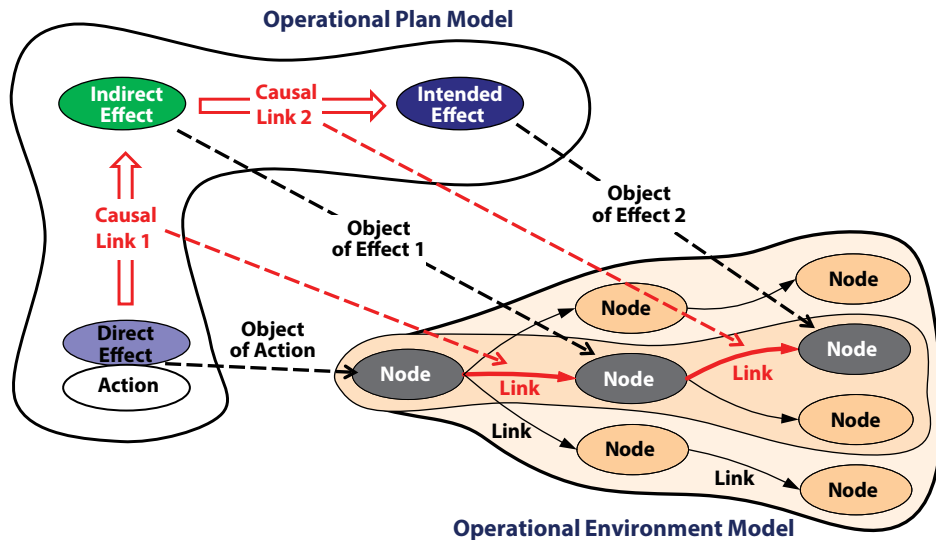 Operational Plan Model
Indirect
Effect
Causal
Link 2
Intended
Effect
Causal
Link 1
Object
of Effect 1
Object
of Effect 2
Direct
Effect
Action
Object
of Action
Node
Node
Node
Node
Node
Node
Node
Node
Link
Link
Link
Link
Operational Environment Model